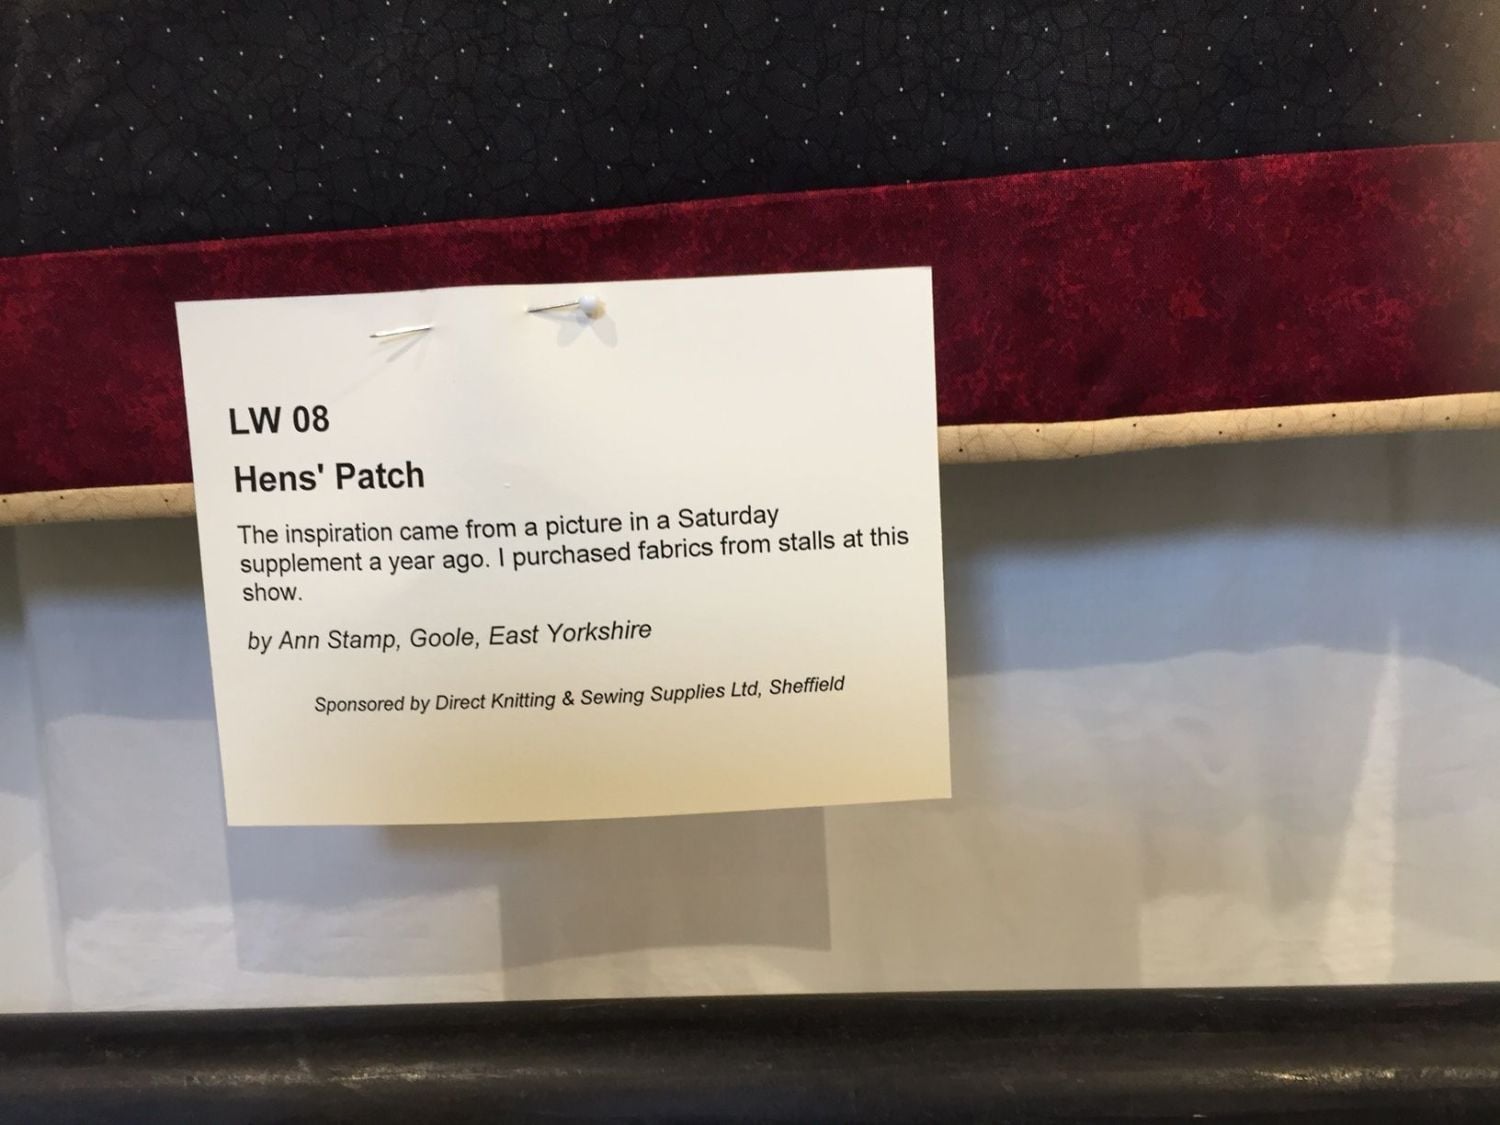 LW 08
Hens' Patch
The inspiration came from a picture in a Saturday
supplement a year ago. I purchased fabrics from stalls at this
show.
by Ann Stamp, Goole, East Yorkshire
Sponsored by Direct Knitting & Sewing Supplies Ltd, Sheffield